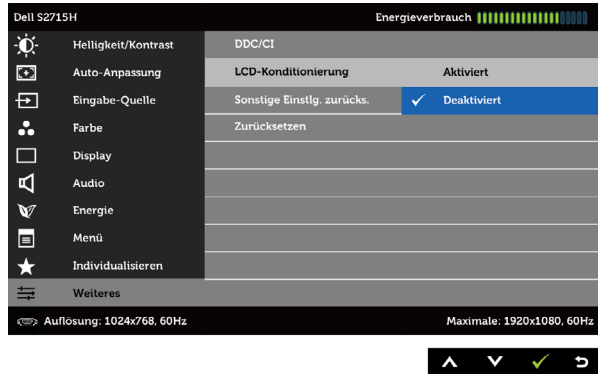 Dell S2715H Energieverbrauch
Helligkeit/Kontrast DDC/CI
Auto-Anpassung LCD-Konditionierung Aktiviert
Eingabe-Quelle Sonstige Einstlg. zurücks. Deaktiviert
Farbe Zurücksetzen
Display
Audio
Energie
Menü
Individualisieren
Weiteres
Auflösung: 1024x768, 60Hz Maximale: 1920x1080, 60Hz